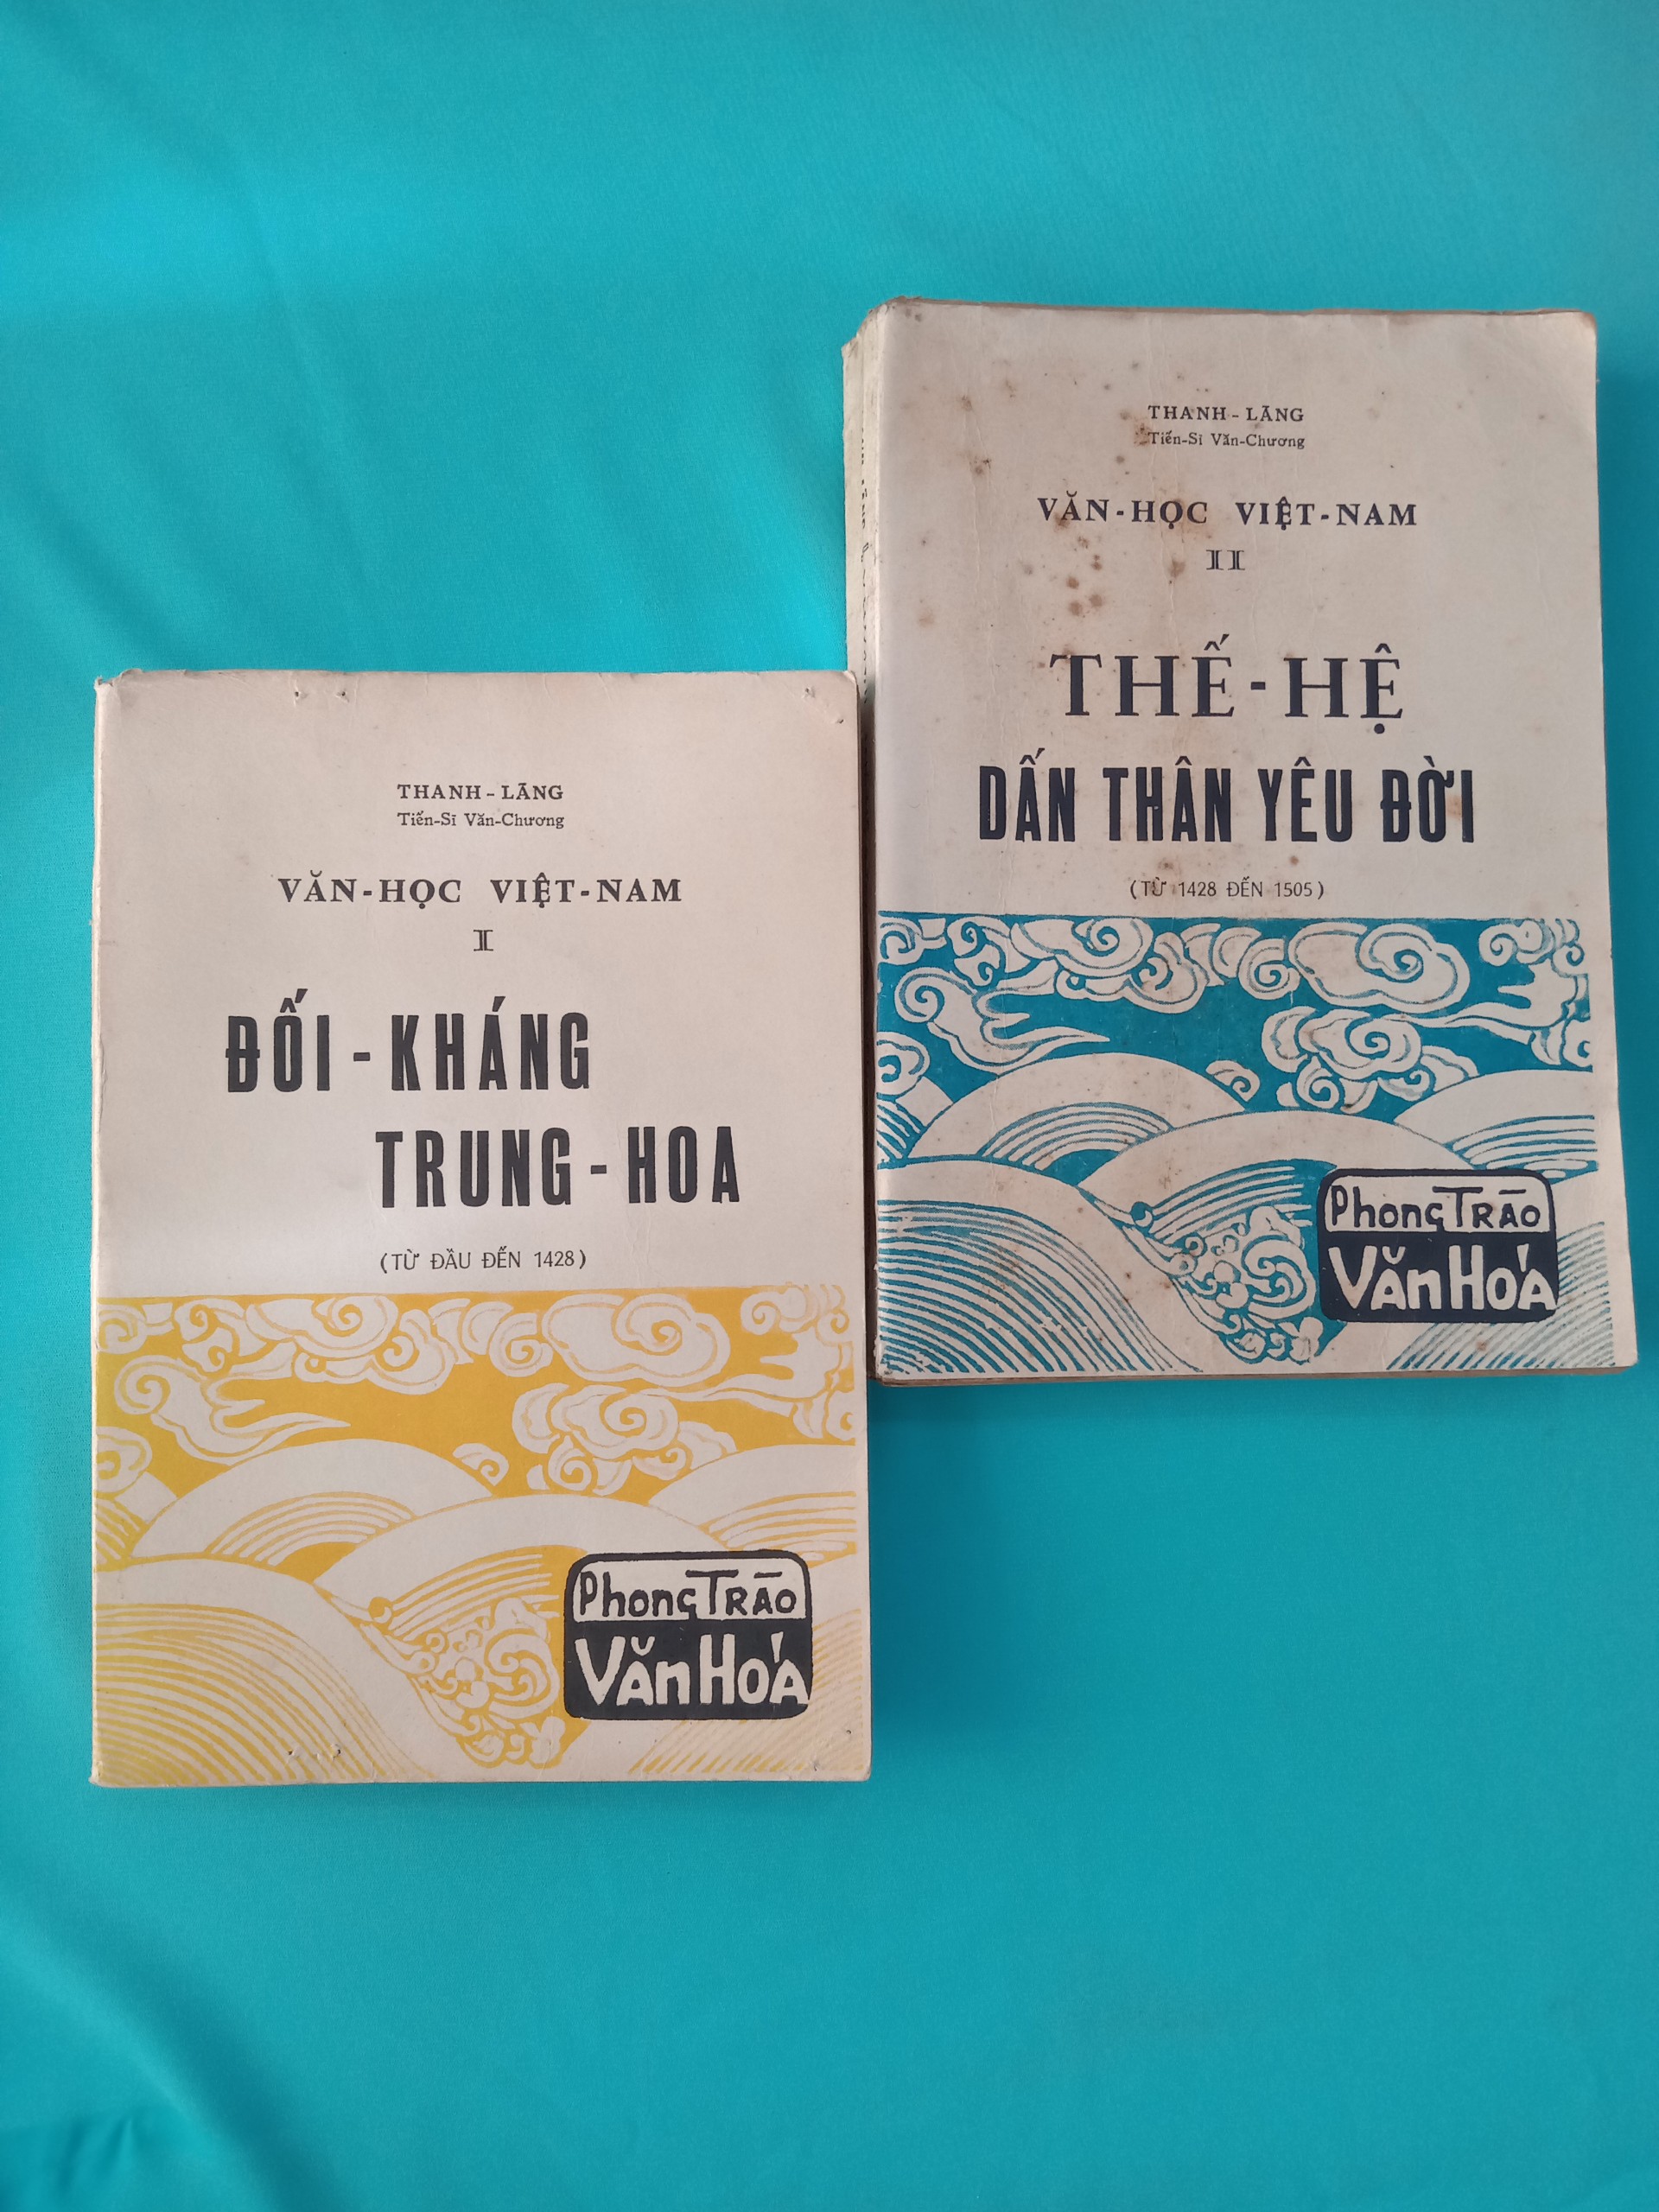 THANH-LÃNG
Tiến-Sĩ Văn-Chương
VĂN-HỌC VIỆT-NAM
I
ĐỐI-KHÁNG
TRUNG-HOA
(TỪ ĐẦU ĐẾN 1428)
Phong Trào
Văn Hoá
THANH-LÃNG
Tiến-Sĩ Văn-Chương
VĂN-HỌC VIỆT-NAM
II
THẾ-HỆ
DẤN THÂN YÊU ĐỜI
(TỪ 1428 ĐẾN 1505)
Phong Trào
Văn Hoá